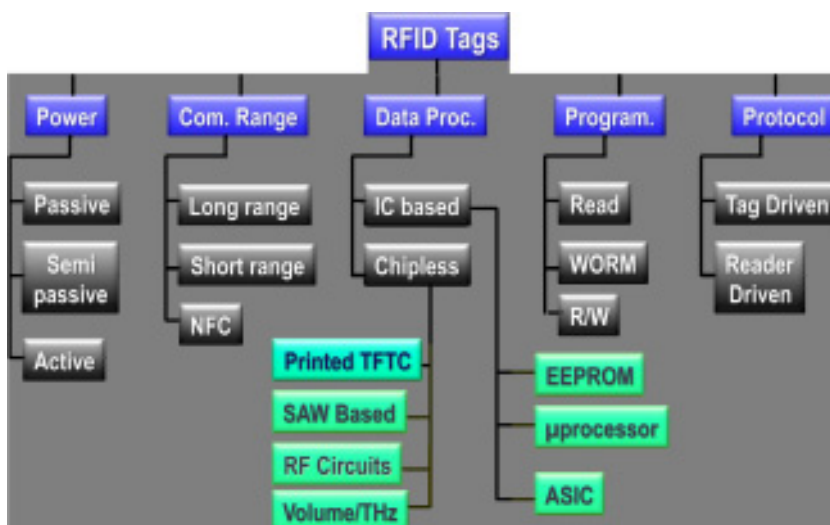 RFID Tags
Power
Com. Range
Data Proc.
Program.
Protocol
Passive
Semi
passive
Active
Long range
Short range
NFC
IC based
Chipless
Printed TFTC
SAW Based
RF Circuits
Volume/THz
EEPROM
µprocessor
ASIC
Read
WORM
R/W
Tag Driven
Reader
Driven